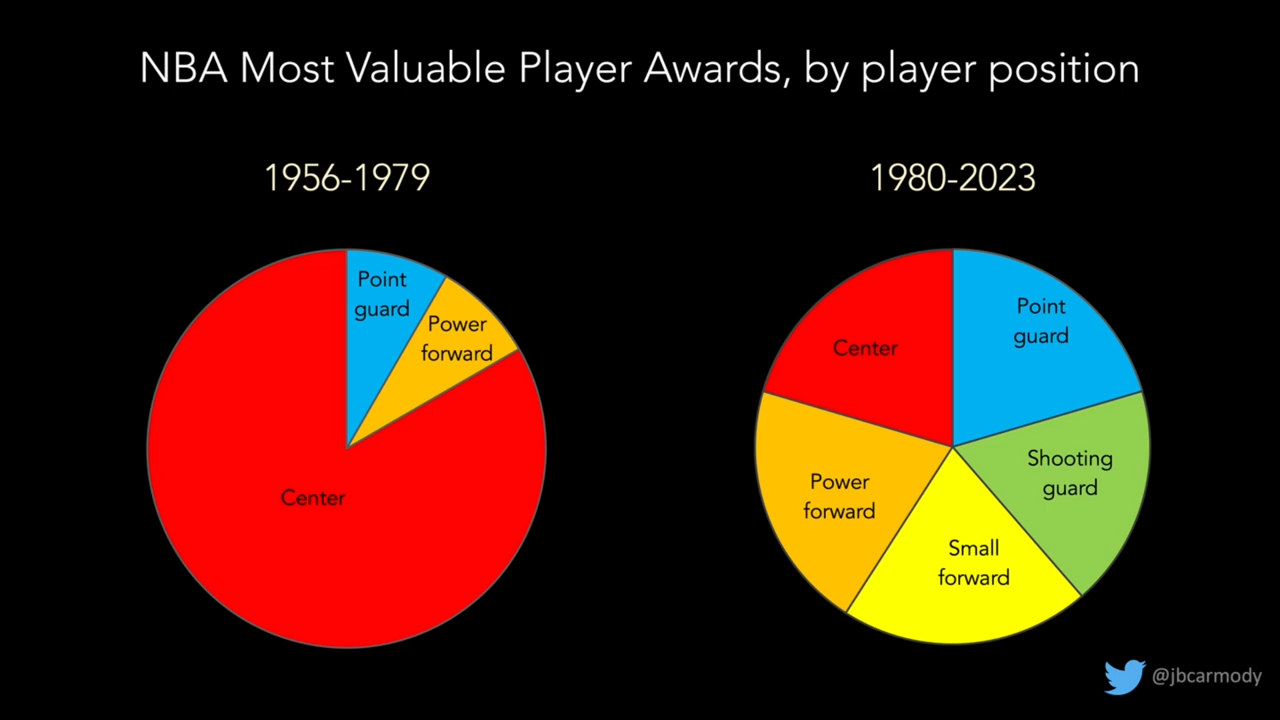 NBA Most Valuable Player Awards, by player position
1956-1979
Point
guard
Power
forward
Center
1980-2023
Point
guard
Center
Shooting
guard
Power
forward
Small
forward
@jbcarmody